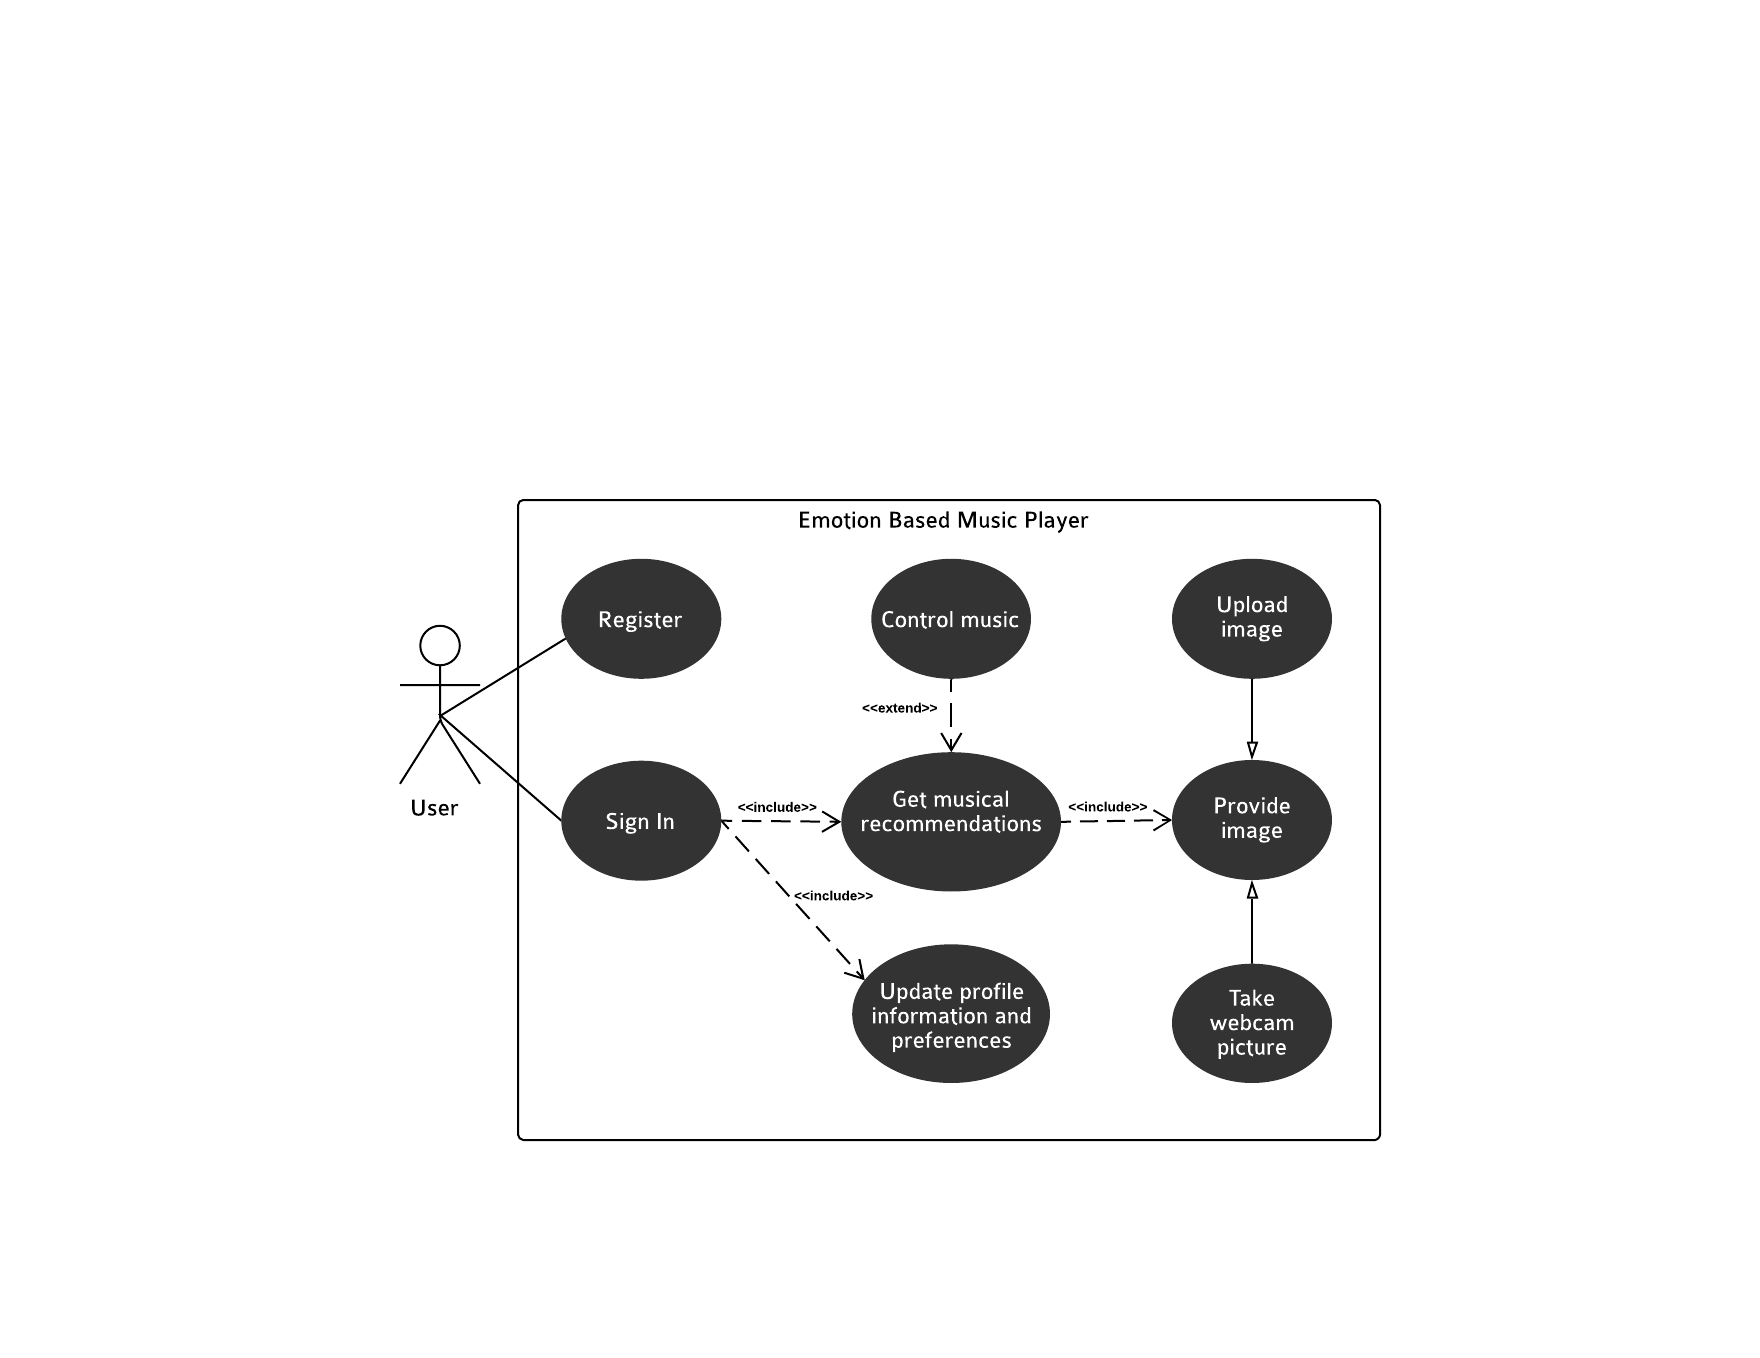 Emotion Based Music Player
Register
Control music
Upload
image
<<extend>>
User
Sign In
<<include>>
Get musical
recommendations
<<include>>
Provide
image
<<include>>
Update profile
information and
preferences
Take
webcam
picture